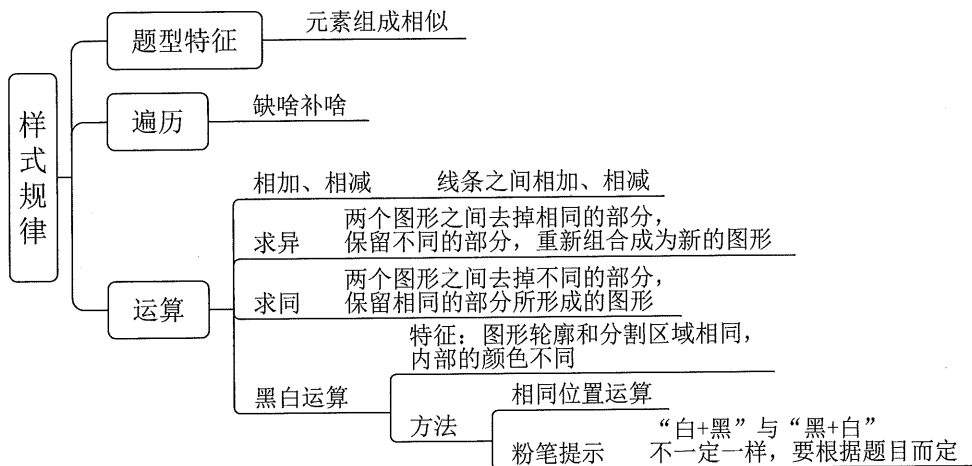 样式规律
题型特征
元素组成相似
遍历
缺啥补啥
运算
相加、相减
线条之间相加、相减
求异
两个图形之间去掉相同的部分，
保留不同的部分，重新组合成为新的图形
求同
两个图形之间去掉不同的部分，
保留相同的部分所形成的图形
黑白运算
特征：图形轮廓和分割区域相同，
内部的颜色不同
方法
相同位置运算
粉笔提示
“白+黑”与“黑+白”
不一定一样，要根据题目而定